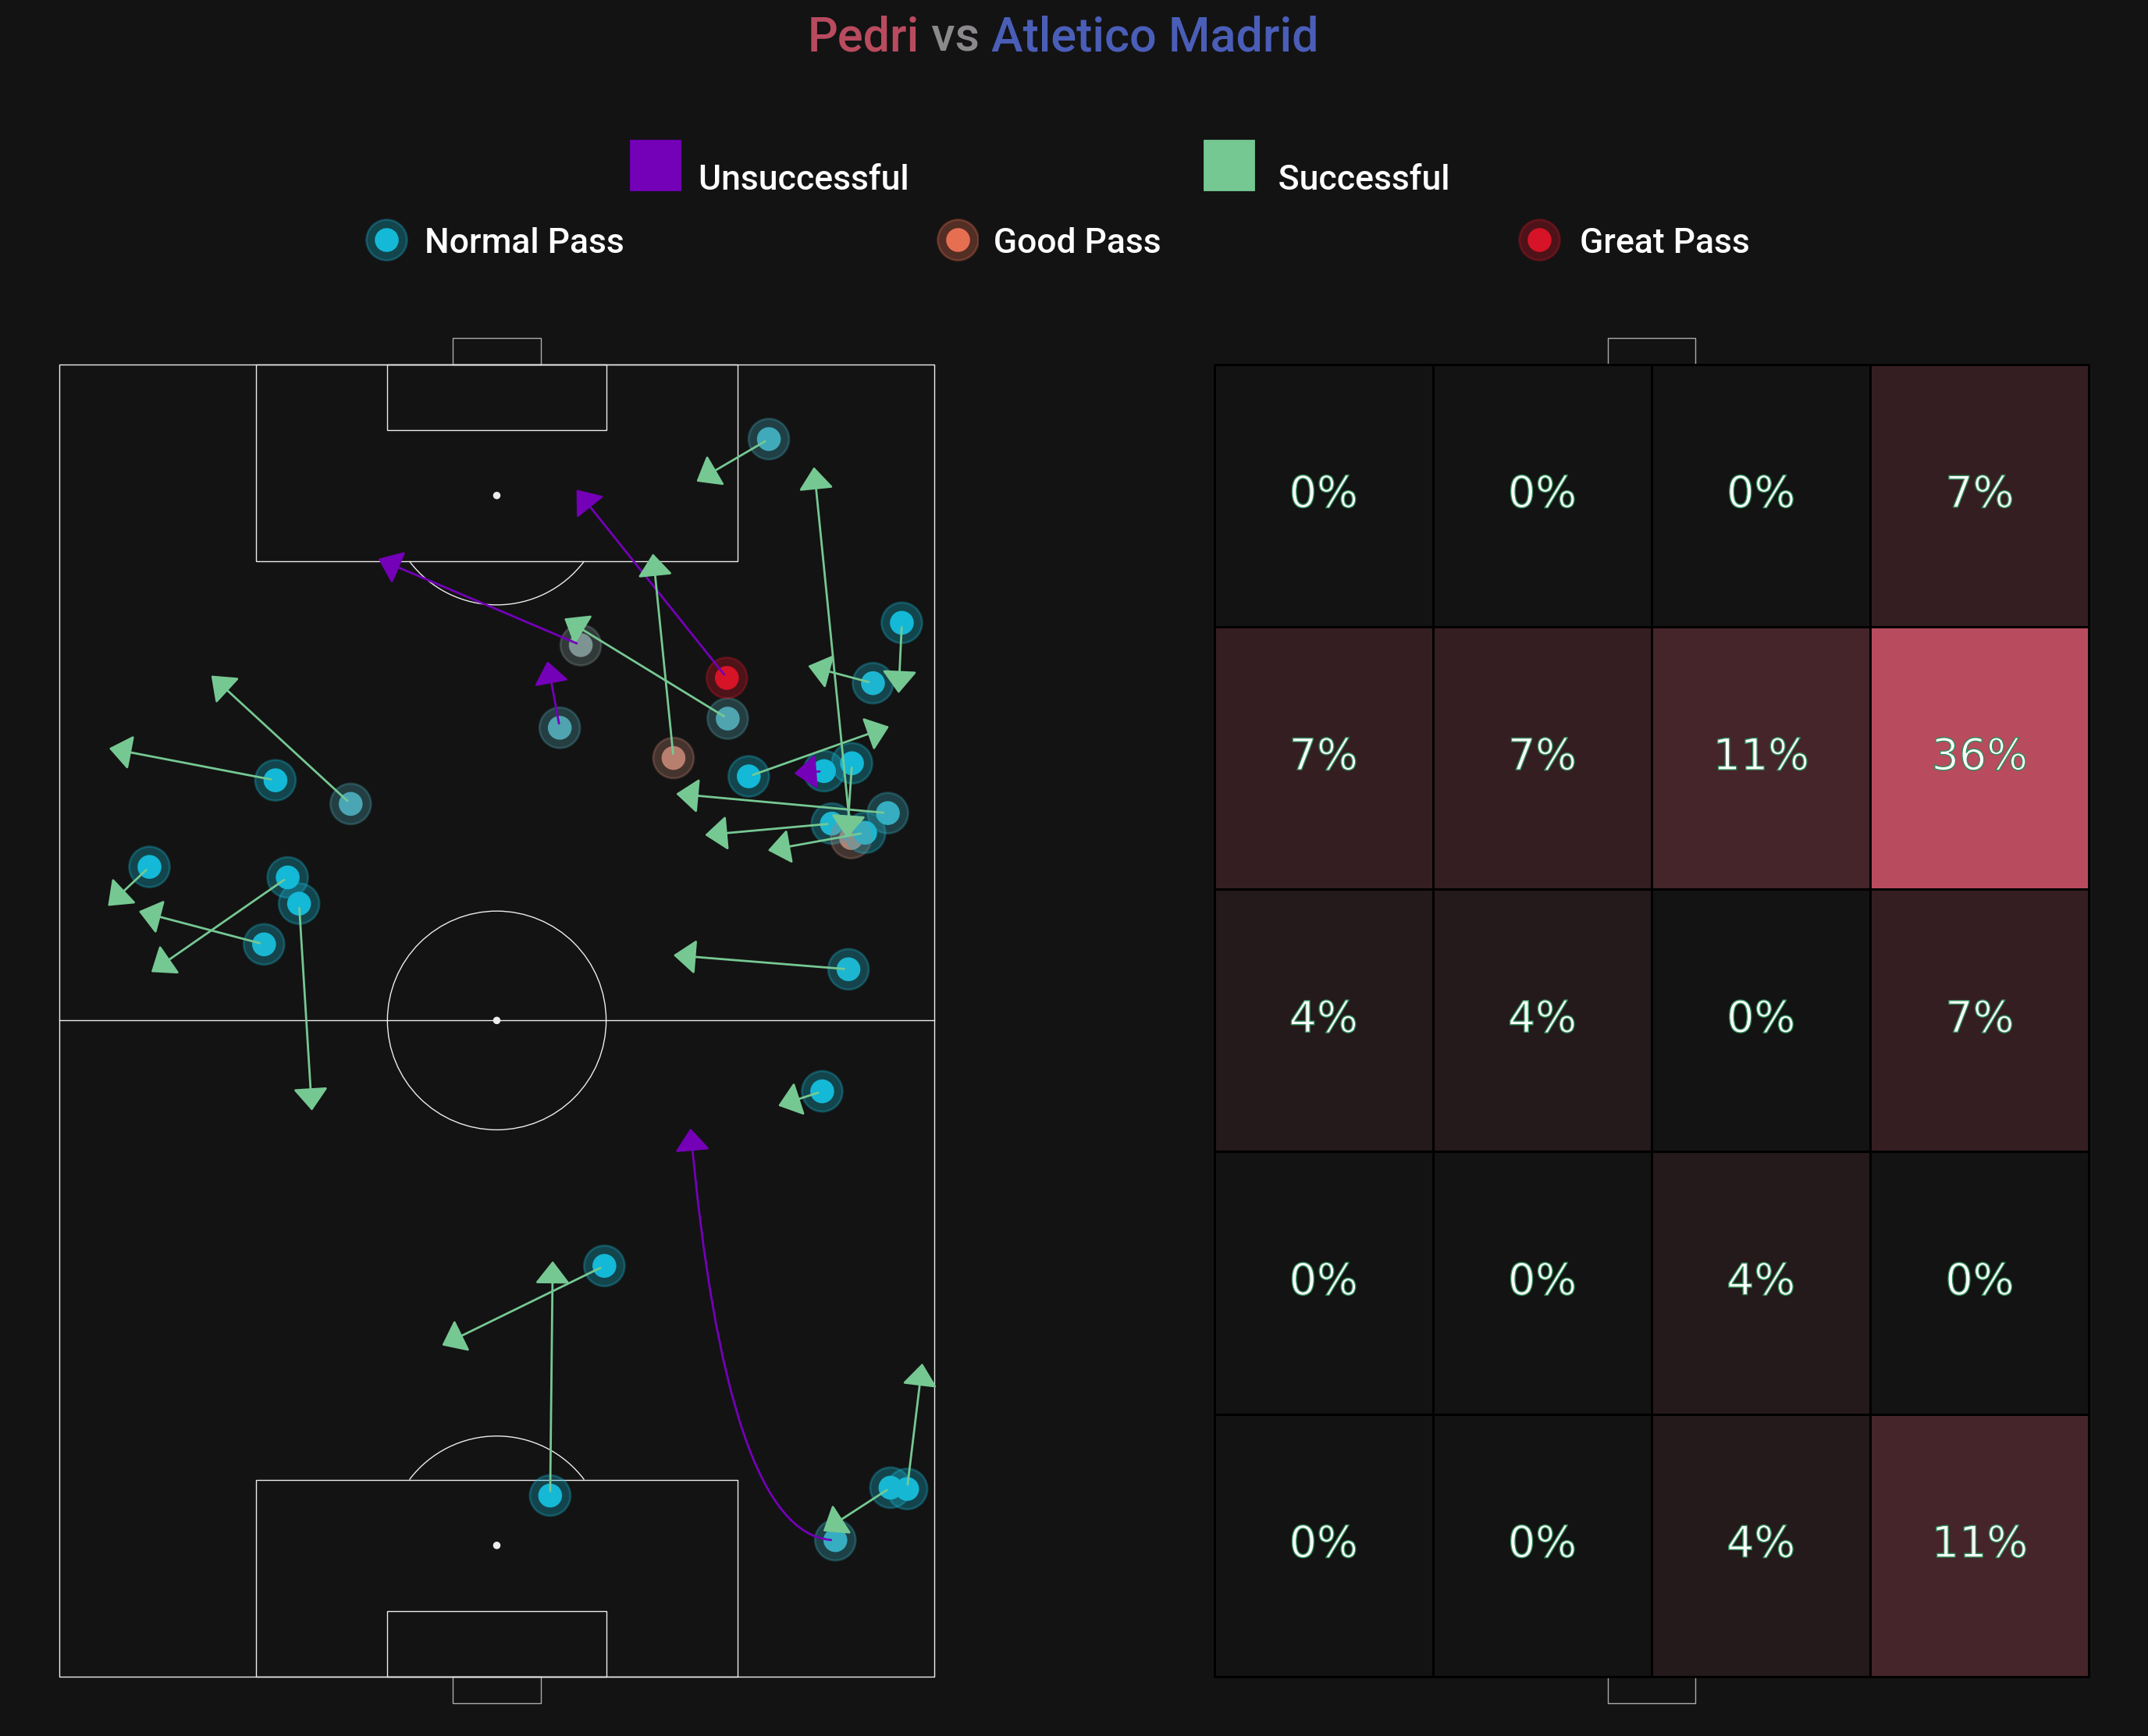 Pedri vs Atletico Madrid
Unsuccessful Successful
Normal Pass Good Pass Great Pass
0% 0% 0% 7%
7% 7% 11% 36%
4% 4% 0% 7%
0% 0% 4% 0%
0% 0% 4% 11%